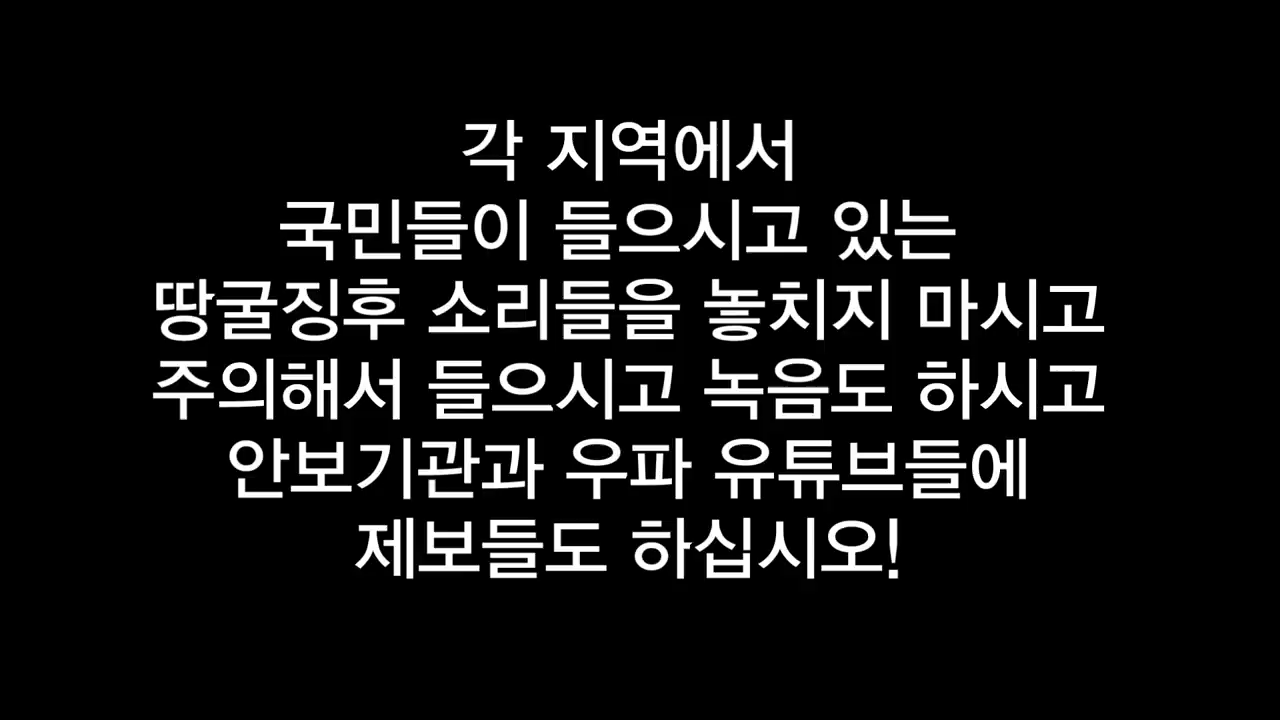 각 지역에서
국민들이 들으시고 있는
땅굴징후 소리들을 놓치지 마시고
주의해서 들으시고 녹음도 하시고
안보기관과 우파 유튜브들에
제보들도 하십시오!